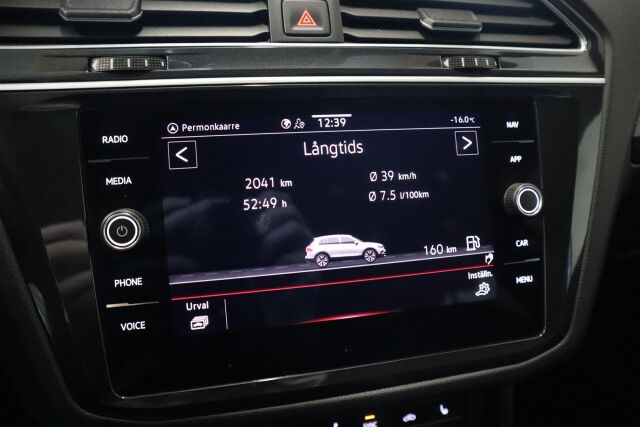 RADIO
MEDIA
PHONE
VOICE
Permonkaarre
12:39
-16.0°C
Långtids
2041 km
52:49 h
Ø 39 km/h
Ø 7.5 l/100km
160 km
Urval
Inställn.
NAV
APP
CAR
MENU